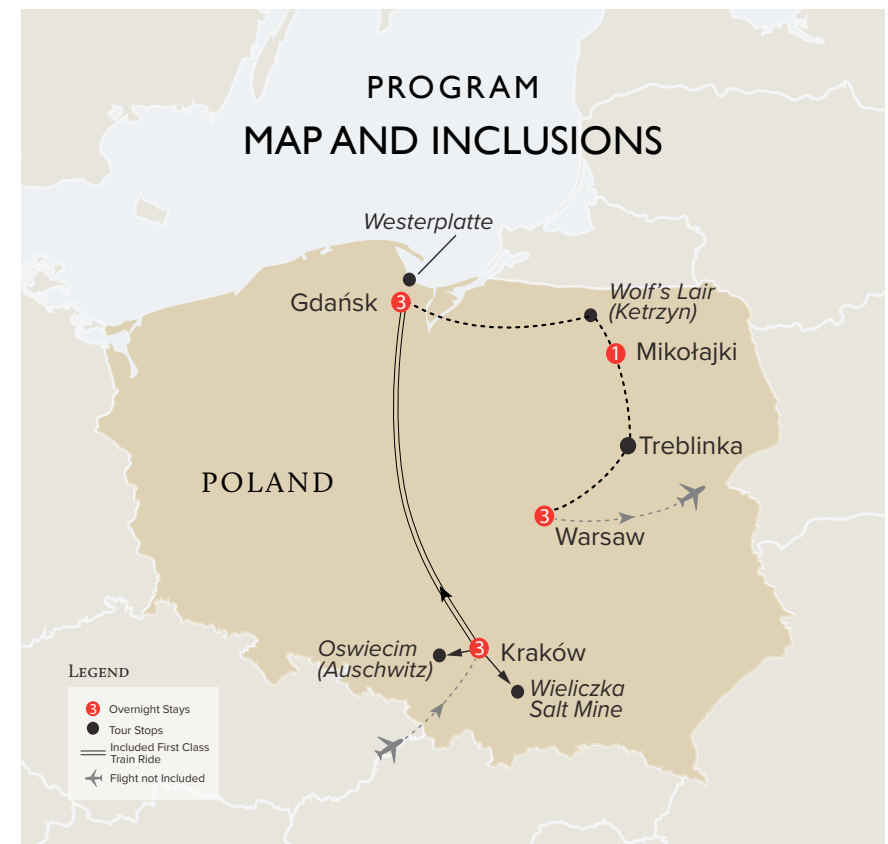 PROGRAM
MAP AND INCLUSIONS
Westerplatte
Gdańsk
3
Wolf's Lair
(Ketrzyn)
1
Mikołajki
Treblinka
POLAND
3
Warsaw
Oswiecim
(Auschwitz)
3
Kraków
Wieliczka
Salt Mine
LEGEND
3 Overnight Stays
Tour Stops
Included First Class
Train Ride
Flight not Included